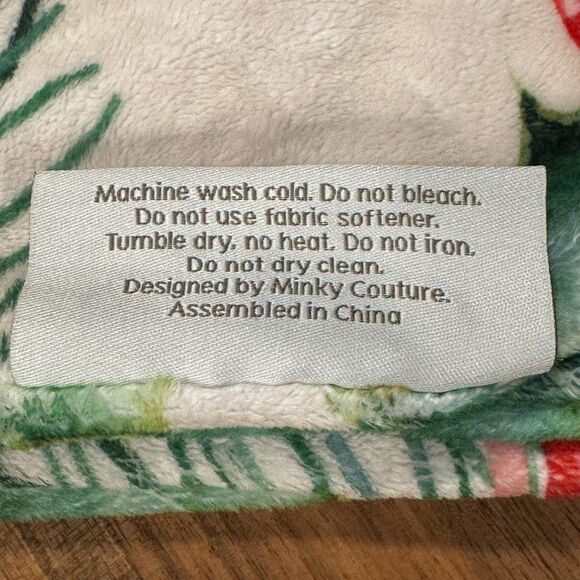 Machine wash cold. Do not bleach.
Do not use fabric softener.
Tumble dry, no heat. Do not iron.
Do not dry clean.
Designed by Minky Couture.
Assembled in China